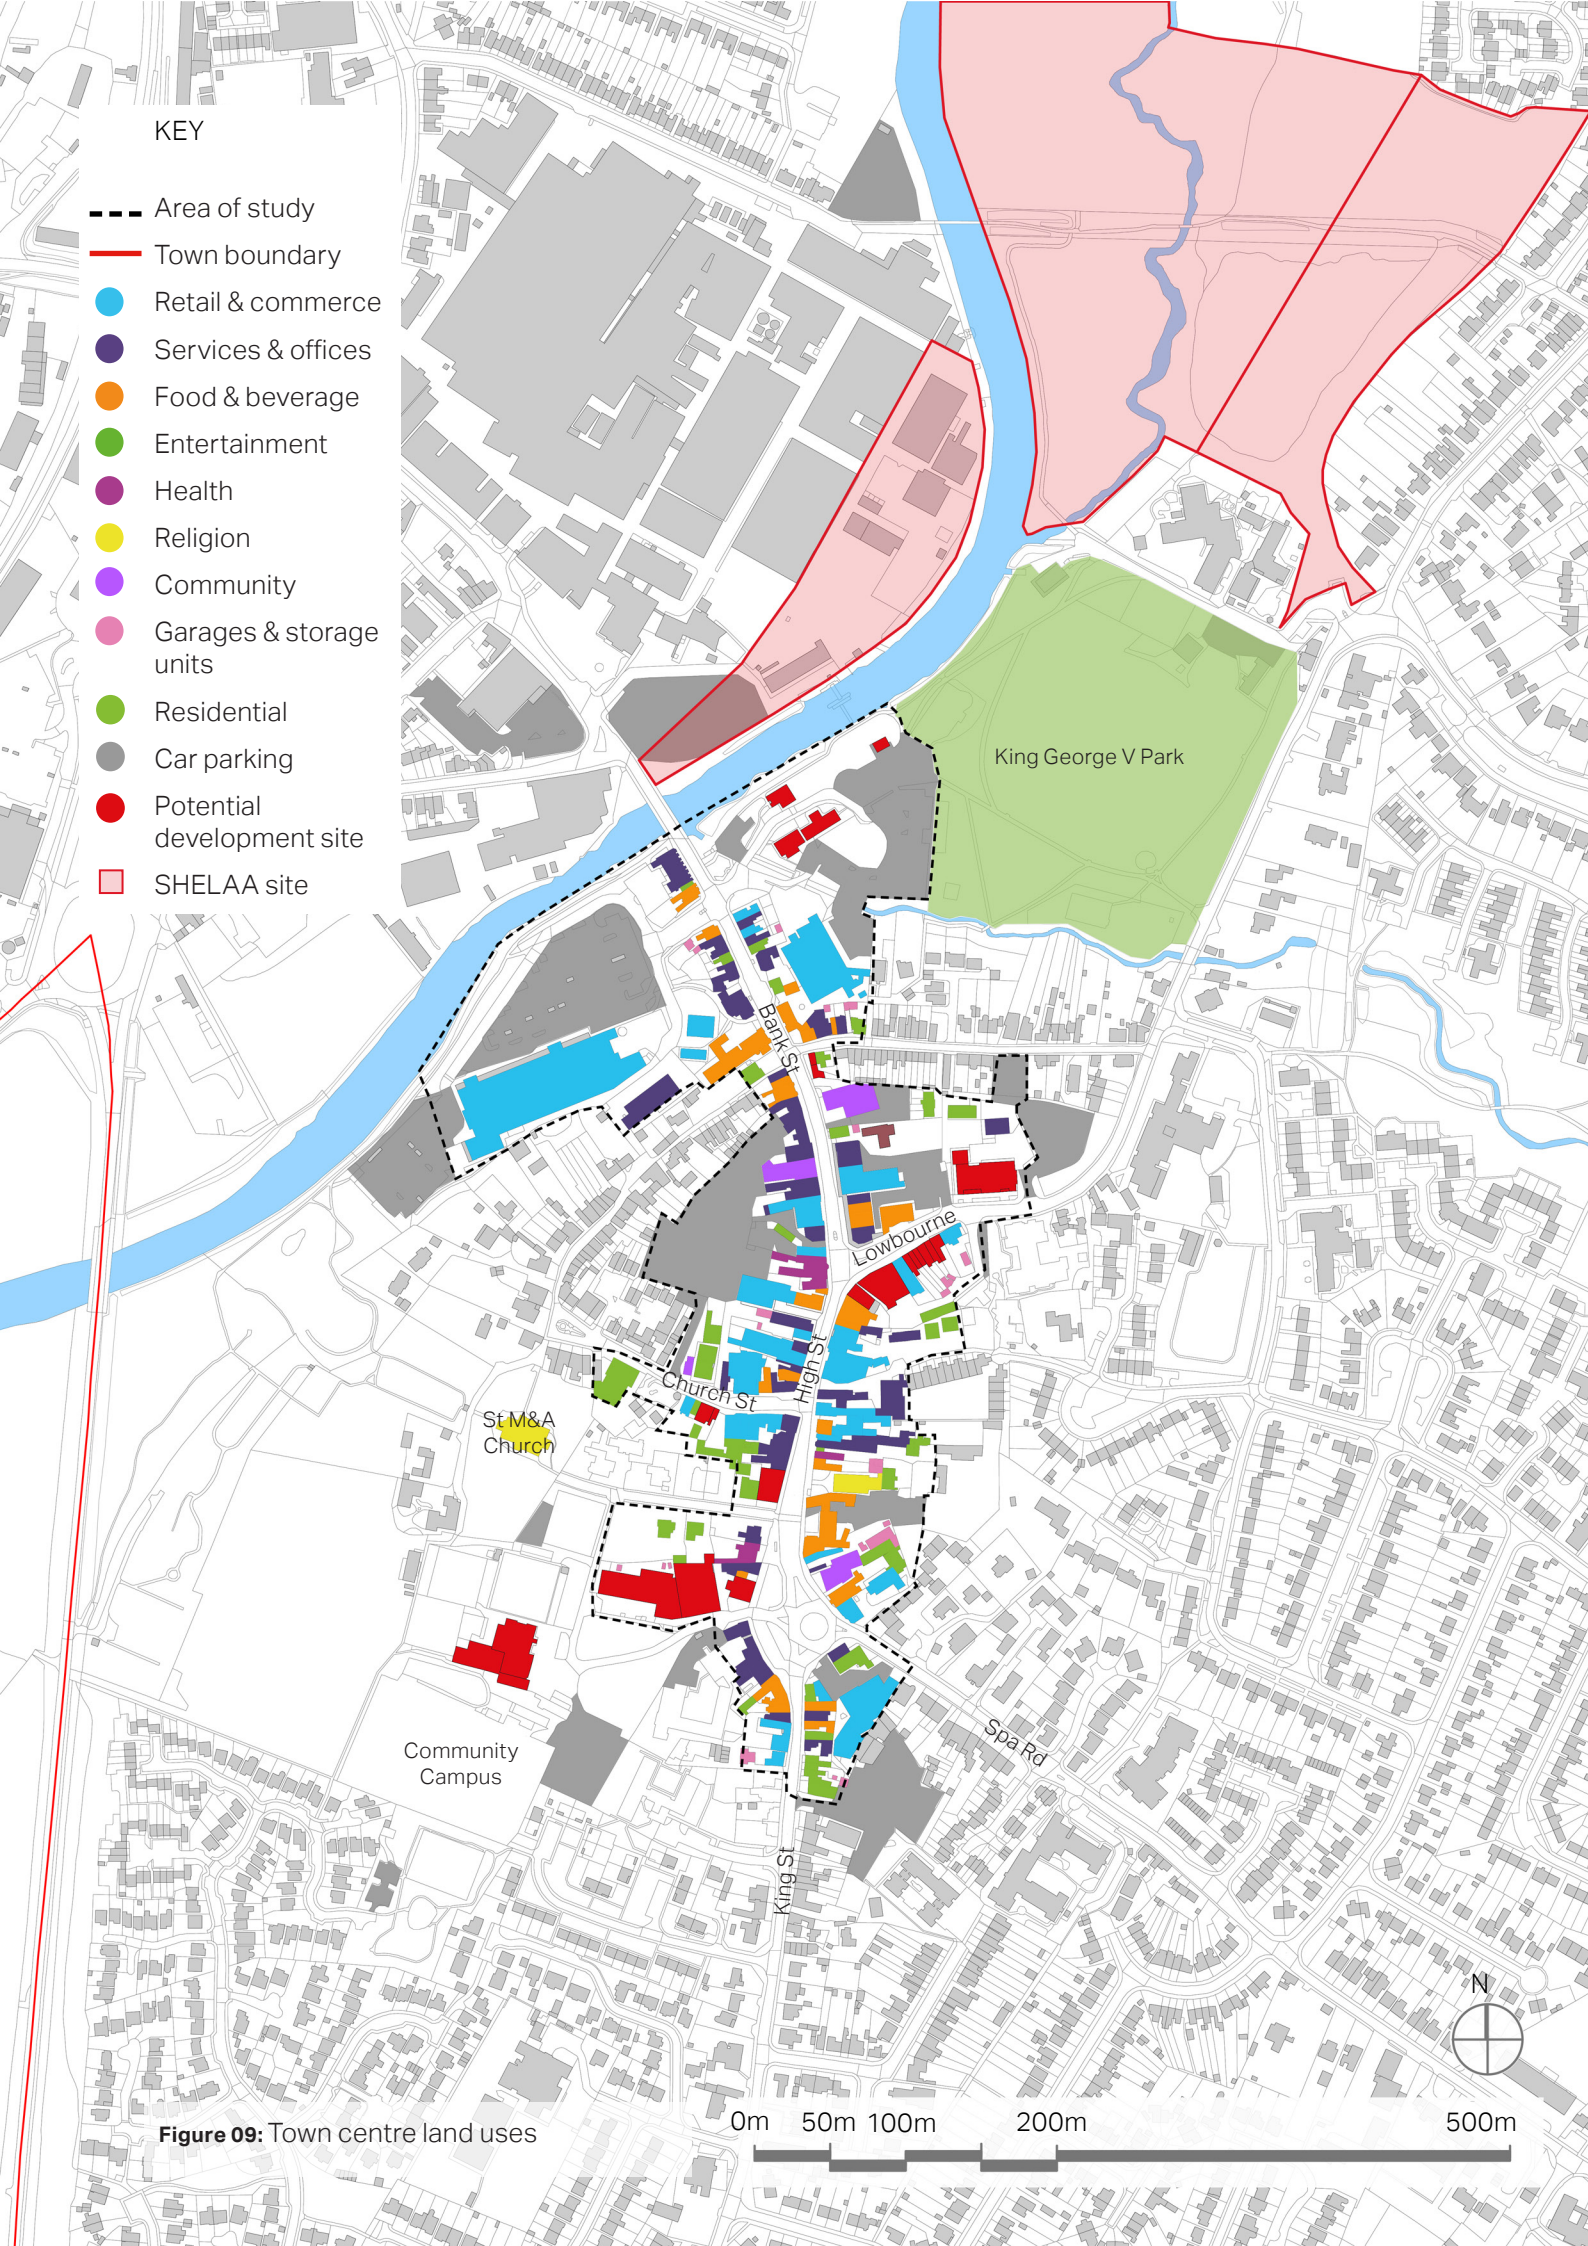 KEY
Area of study
Town boundary
Retail & commerce
Services & offices
Food & beverage
Entertainment
Health
Religion
Community
Garages & storage
units
Residential
Car parking
Potential
development site
SHELAA site
King George V Park
Bank St
Lowbourne
High St
Church St
St M&A
Church
Spa Rd
Community
Campus
King St
N
Figure 09: Town centre land uses
0m 50m 100m 200m 500m